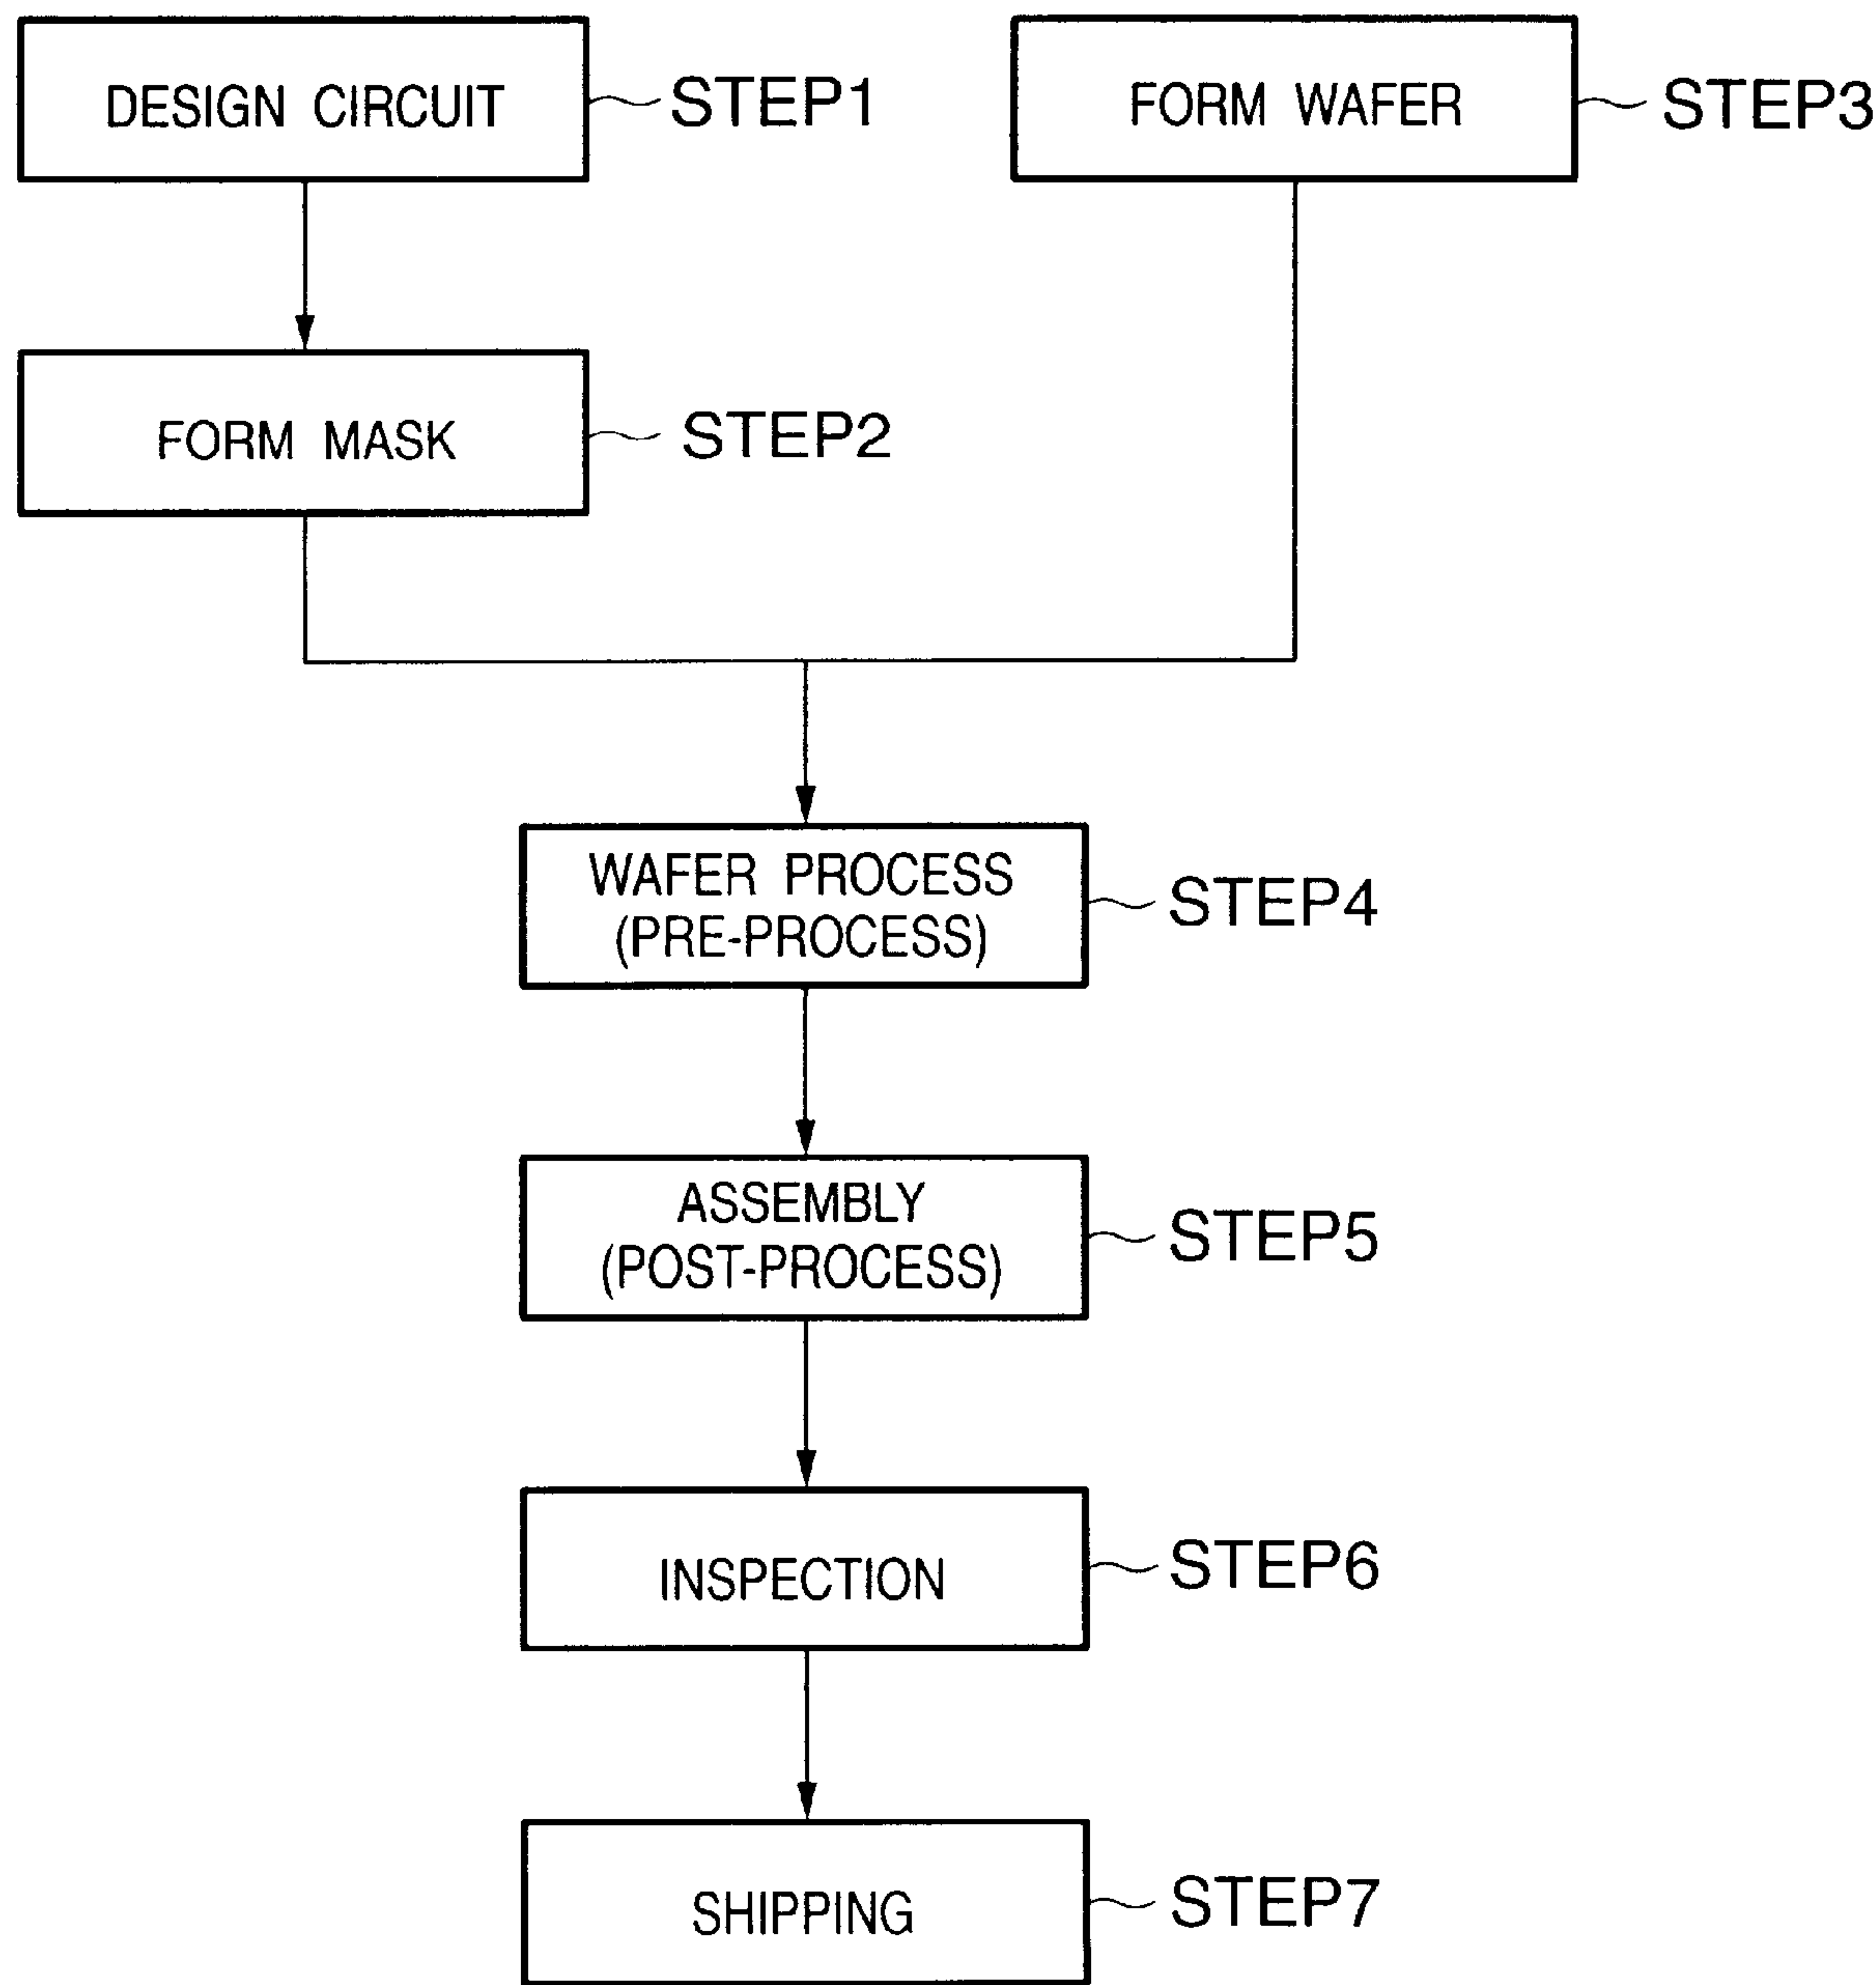 DESIGN CIRCUIT
STEP1
FORM WAFER
STEP3
FORM MASK
STEP2
WAFER PROCESS
(PRE-PROCESS)
STEP4
ASSEMBLY
(POST-PROCESS)
STEP5
INSPECTION
STEP6
SHIPPING
STEP7